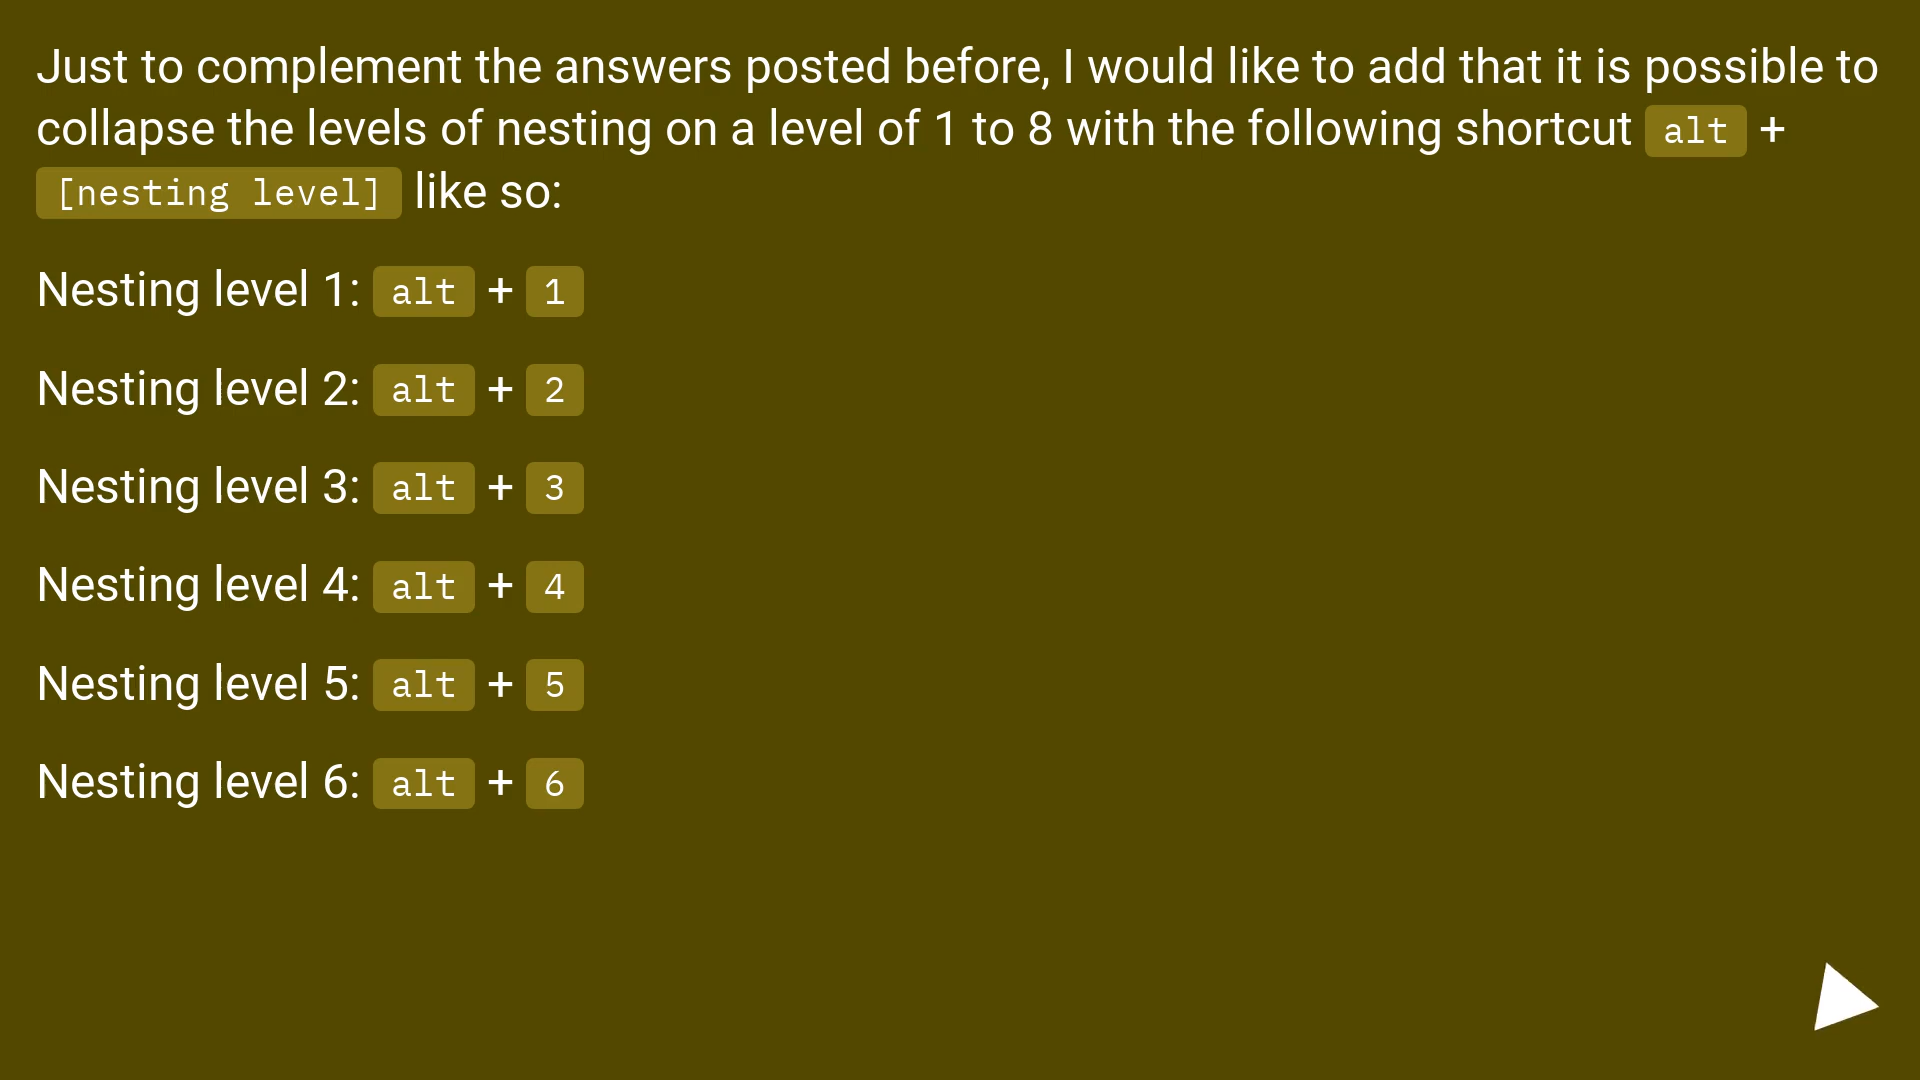 Just to complement the answers posted before, I would like to add that it is possible to
collapse the levels of nesting on a level of 1 to 8 with the following shortcut alt +
[nesting level] like so:
Nesting level 1: alt + 1
Nesting level 2: alt + 2
Nesting level 3: alt + 3
Nesting level 4: alt + 4
Nesting level 5: alt + 5
Nesting level 6: alt + 6